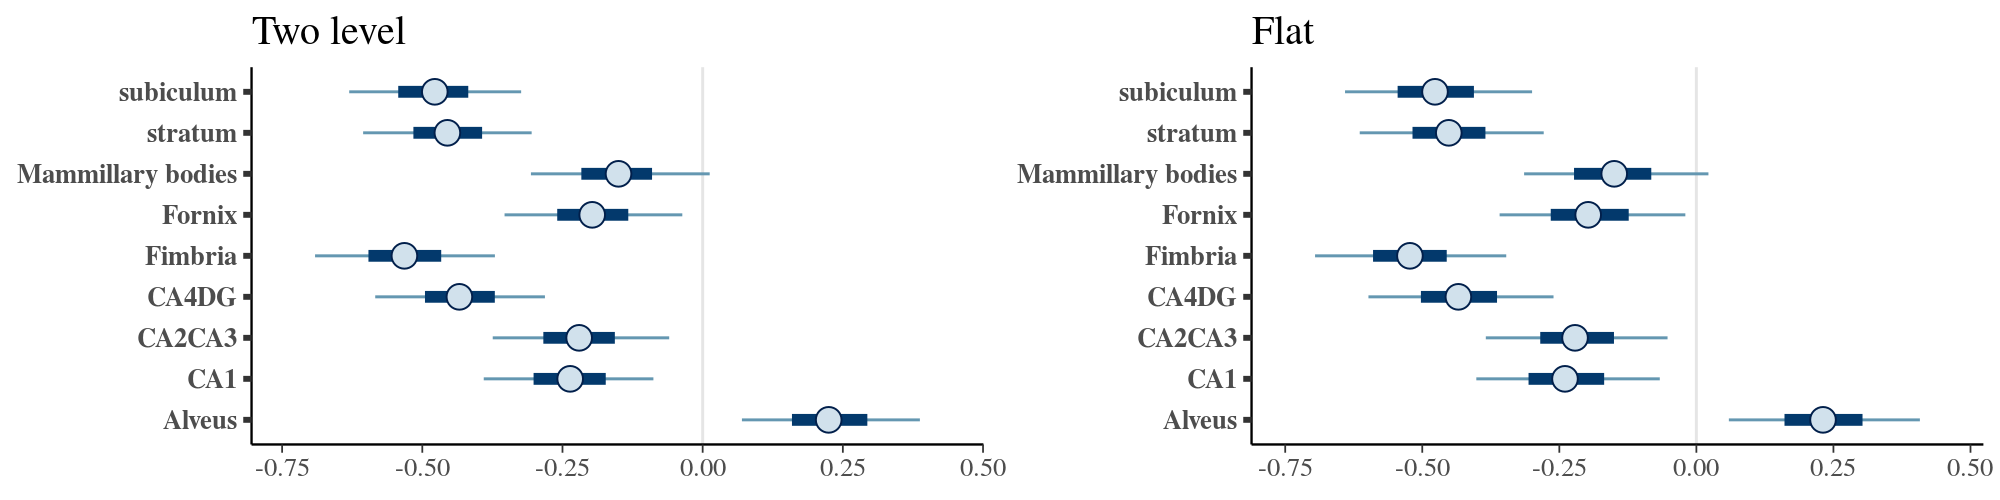 Two level
subiculum
stratum
Mammillary bodies
Fornix
Fimbria
CA4DG
CA2CA3
CA1
Alveus
-0.75 -0.50 -0.25 0.00 0.25 0.50
Flat
subiculum
stratum
Mammillary bodies
Fornix
Fimbria
CA4DG
CA2CA3
CA1
Alveus
-0.75 -0.50 -0.25 0.00 0.25 0.50